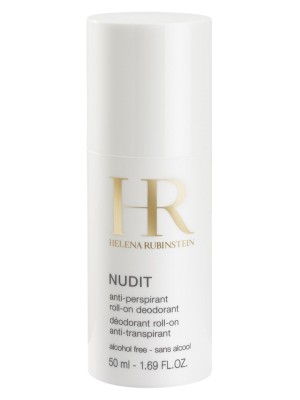 HR
HELENA RUBINSTEIN
NUDIT
anti-perspirant
roll-on deodorant
déodorant roll-on
anti-transpirant
alcohol free - sans alcool
50 ml - 1.69 FL.OZ.